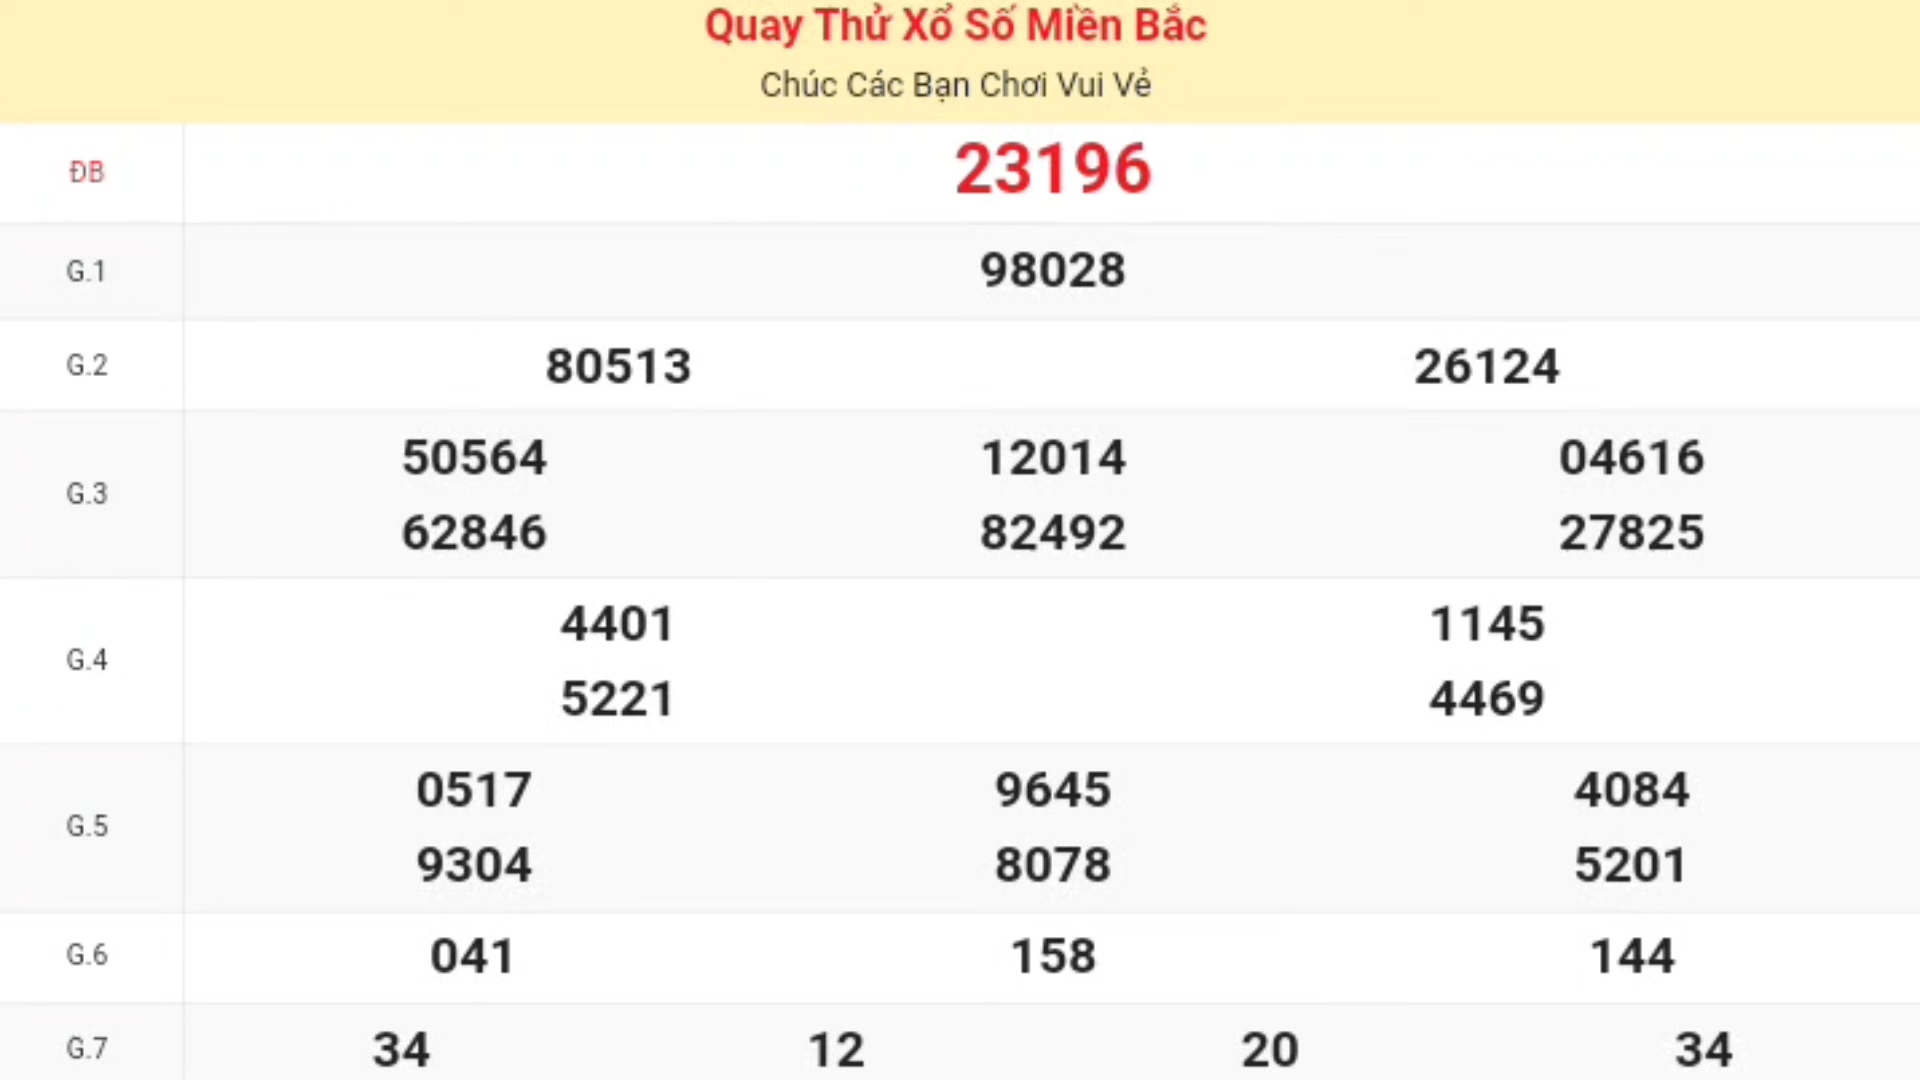 Quay Thử Xổ Số Miền Bắc
Chúc Các Bạn Chơi Vui Vẻ
ĐB 23196
G.1 98028
G.2 80513 26124
G.3 50564 12014 04616
62846 82492 27825
G.4 4401 1145
5221 4469
G.5 0517 9645 4084
9304 8078 5201
G.6 041 158 144
G.7 34 12 20 34